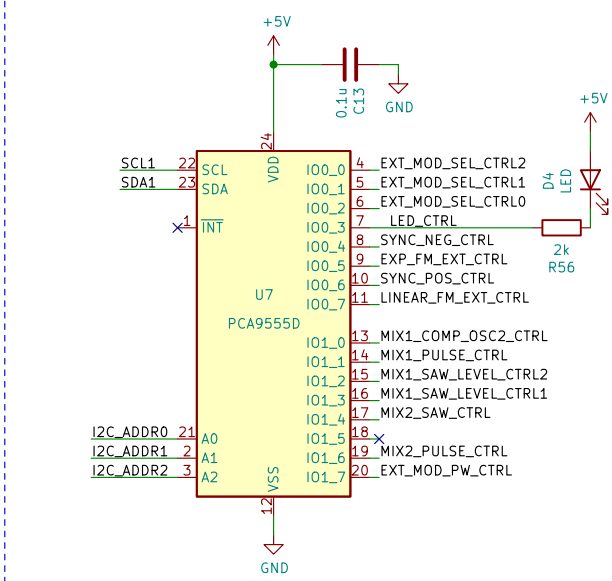 +5V
0.1u
C13
GND
+5V
D4
LED
24
VDD
SCL1 22 SCL
SDA1 23 SDA
1 INT
IO0_0 4 EXT_MOD_SEL_CTRL2
IO0_1 5 EXT_MOD_SEL_CTRL1
IO0_2 6 EXT_MOD_SEL_CTRL0
IO0_3 7 LED_CTRL
IO0_4 8 SYNC_NEG_CTRL
IO0_5 9 EXP_FM_EXT_CTRL
IO0_6 10 SYNC_POS_CTRL
IO0_7 11 LINEAR_FM_EXT_CTRL
2k
R56
U7
PCA9555D
IO1_0 13 MIX1_COMP_OSC2_CTRL
IO1_1 14 MIX1_PULSE_CTRL
IO1_2 15 MIX1_SAW_LEVEL_CTRL2
IO1_3 16 MIX1_SAW_LEVEL_CTRL1
IO1_4 17 MIX2_SAW_CTRL
IO1_5 18
IO1_6 19 MIX2_PULSE_CTRL
IO1_7 20 EXT_MOD_PW_CTRL
I2C_ADDR0 21 A0
I2C_ADDR1 2 A1
I2C_ADDR2 3 A2
VSS
12
GND